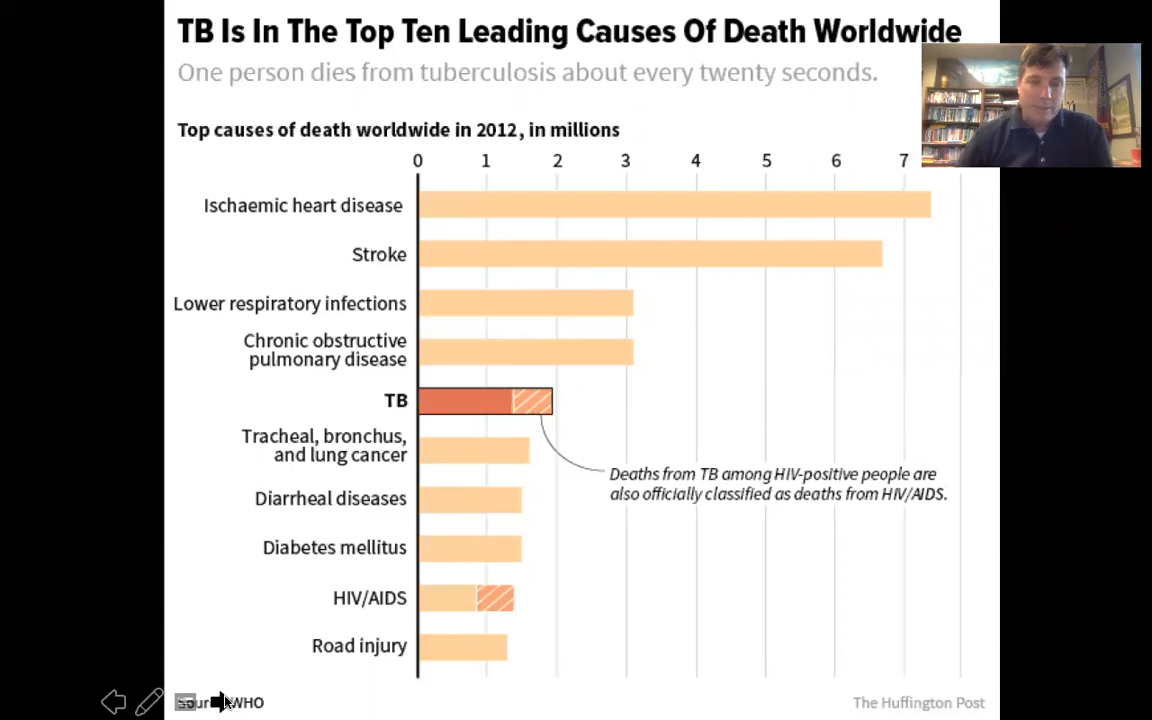 TB Is In The Top Ten Leading Causes Of Death Worldwide
One person dies from tuberculosis about every twenty seconds.
Top causes of death worldwide in 2012, in millions
0 1 2 3 4 5 6 7
Ischaemic heart disease
Stroke
Lower respiratory infections
Chronic obstructive
pulmonary disease
TB
Tracheal, bronchus,
and lung cancer
Deaths from TB among HIV-positive people are
also officially classified as deaths from HIV/AIDS.
Diarrheal diseases
Diabetes mellitus
HIV/AIDS
Road injury
WHO
The Huffington Post